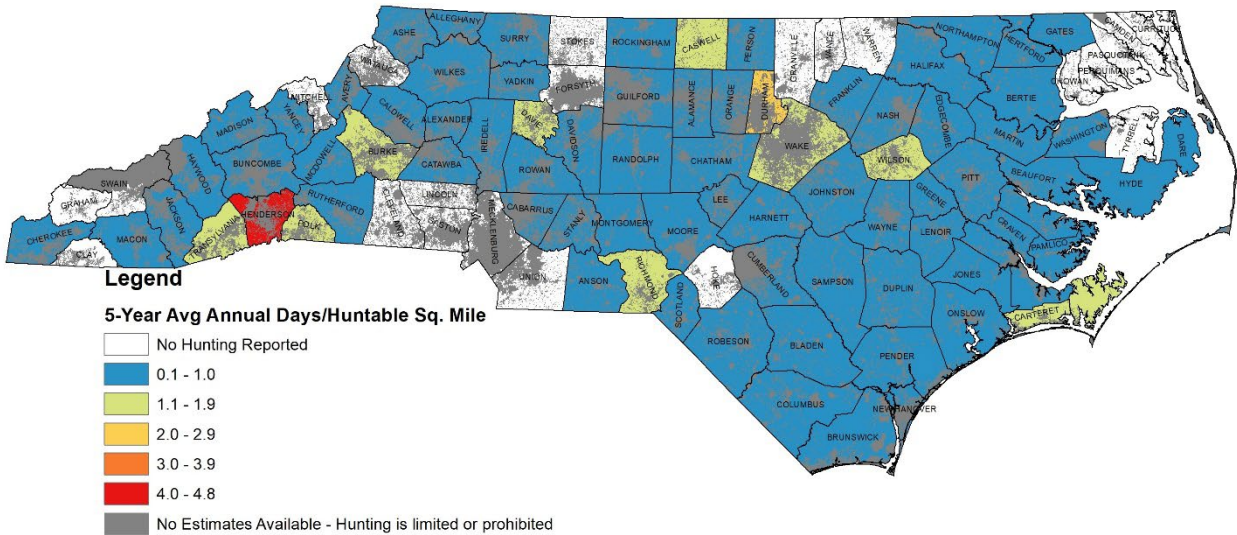 ALLEGHANY
ASHE
SURRY
STOKES
ROCKINGHAM
CASWELL
PERSON
GRANVILLE
VANCE
WARREN
NORTHAMPTON
HERTFORD
GATES
CAMDEN
CURRITUCK
PASQUOTANK
PERQUIMANS
CHOWAN
HALIFAX
WATAUGA
WILKES
YADKIN
FORSYTH
GUILFORD
ALAMANCE
ORANGE
DURHAM
FRANKLIN
NASH
EDGECOMBE
BERTIE
MITCHELL
AVERY
YANCEY
CALDWELL
ALEXANDER
IREDELL
DAVIE
DAVIDSON
MADISON
MARTIN
WASHINGTON
TYRRELL
DARE
HAYWOOD
BUNCOMBE
MCDOWELL
BURKE
CATAWBA
ROWAN
RANDOLPH
CHATHAM
WAKE
WILSON
PITT
BEAUFORT
HYDE
SWAIN
GRAHAM
JACKSON
HENDERSON
RUTHERFORD
CLEVELAND
LINCOLN
GASTON
MECKLENBURG
CABARRUS
STANLY
MONTGOMERY
MOORE
LEE
HARNETT
JOHNSTON
GREENE
WAYNE
LENOIR
CRAVEN
PAMLICO
CHEROKEE
MACON
CLAY
TRANSYLVANIA
POLK
UNION
ANSON
RICHMOND
SCOTLAND
HOKE
CUMBERLAND
SAMPSON
DUPLIN
JONES
ONSLOW
CARTERET
ROBESON
BLADEN
PENDER
COLUMBUS
NEW HANOVER
BRUNSWICK
Legend
5-Year Avg Annual Days/Huntable Sq. Mile
No Hunting Reported
0.1 - 1.0
1.1 - 1.9
2.0 - 2.9
3.0 - 3.9
4.0 - 4.8
No Estimates Available - Hunting is limited or prohibited